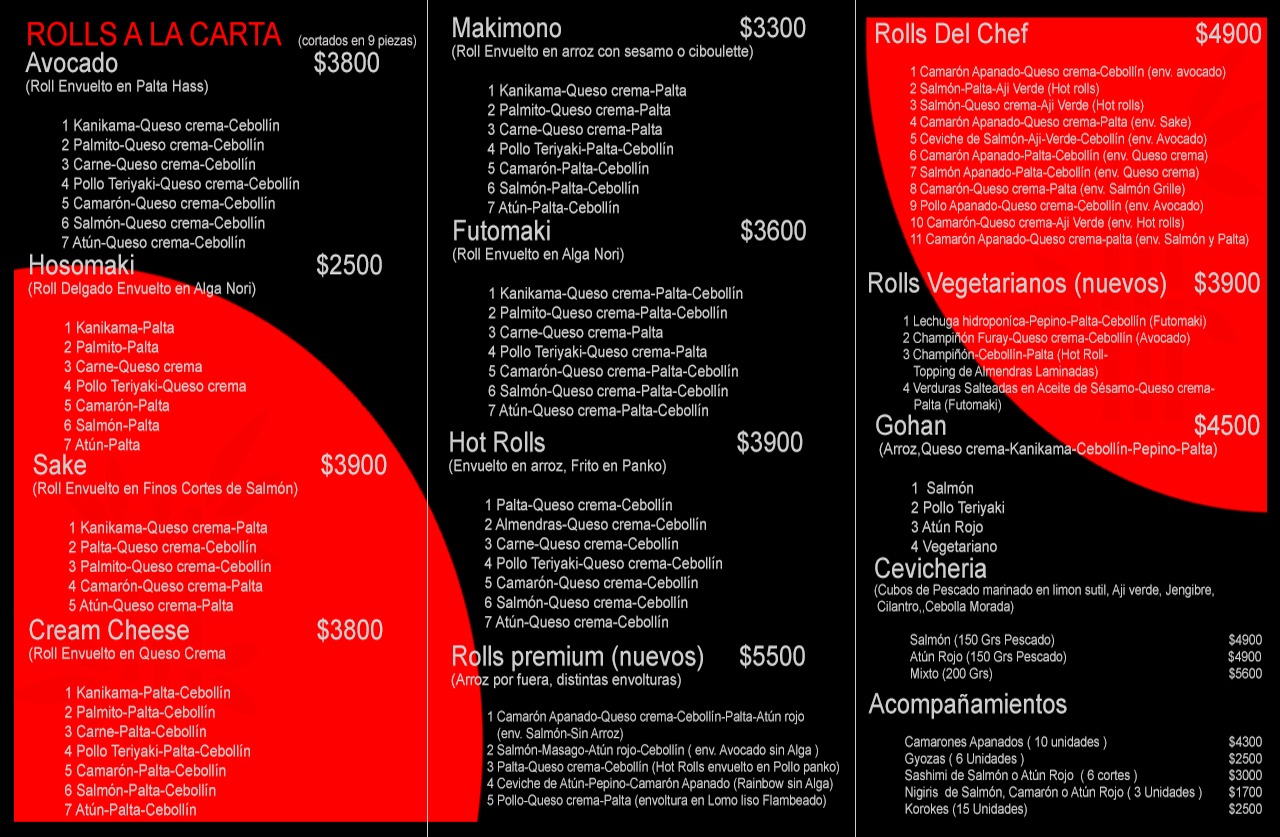 ROLLS A LA CARTA (cortados en 9 piezas)
Avocado $3800
(Roll Envuelto en Palta Hass)
1 Kanikama-Queso crema-Cebollín
2 Palmito-Queso crema-Cebollín
3 Carne-Queso crema-Cebollín
4 Pollo Teriyaki-Queso crema-Cebollín
5 Camarón-Queso crema-Cebollín
6 Salmón-Queso crema-Cebollín
7 Atún-Queso crema-Cebollín
Hosomaki $2500
(Roll Delgado Envuelto en Alga Nori)
1 Kanikama-Palta
2 Palmito-Palta
3 Carne-Queso crema
4 Pollo Teriyaki-Queso crema
5 Camarón-Palta
6 Salmón-Palta
7 Atún-Palta
Sake $3900
(Roll Envuelto en Finos Cortes de Salmón)
1 Kanikama-Queso crema-Palta
2 Palta-Queso crema-Cebollín
3 Palmito-Queso crema-Cebollín
4 Camarón-Queso crema-Palta
5 Atún-Queso crema-Palta
Cream Cheese $3800
(Roll Envuelto en Queso Crema
1 Kanikama-Palta-Cebollín
2 Palmito-Palta-Cebollín
3 Carne-Palta-Cebollín
4 Pollo Teriyaki-Palta-Cebollín
5 Camarón-Palta-Cebollín
6 Salmón-Palta-Cebollín
7 Atún-Palta-Cebollín
Makimono $3300
(Roll Envuelto en arroz con sesamo o ciboulette)
1 Kanikama-Queso crema-Palta
2 Palmito-Queso crema-Palta
3 Carne-Queso crema-Palta
4 Pollo Teriyaki-Palta-Cebollín
5 Camarón-Palta-Cebollín
6 Salmón-Palta-Cebollín
7 Atún-Palta-Cebollín
Futomaki $3600
(Roll Envuelto en Alga Nori)
1 Kanikama-Queso crema-Palta-Cebollín
2 Palmito-Queso crema-Palta-Cebollín
3 Carne-Queso crema-Palta
4 Pollo Teriyaki-Queso crema-Palta
5 Camarón-Queso crema-Palta-Cebollín
6 Salmón-Queso crema-Palta-Cebollín
7 Atún-Queso crema-Palta-Cebollín
Hot Rolls $3900
(Envuelto en arroz, Frito en Panko)
1 Palta-Queso crema-Cebollín
2 Almendras-Queso crema-Cebollín
3 Carne-Queso crema-Cebollín
4 Pollo Teriyaki-Queso crema-Cebollín
5 Camarón-Queso crema-Cebollín
6 Salmón-Queso crema-Cebollín
7 Atún-Queso crema-Cebollín
Rolls premium (nuevos) $5500
(Arroz por fuera, distintas envolturas)
1 Camarón Apanado-Queso crema-Cebollín-Palta-Atún rojo
(env. Salmón-Sin Arroz)
2 Salmón-Masago-Atún rojo-Cebollín ( env. Avocado sin Alga )
3 Palta-Queso crema-Cebollín (Hot Rolls envuelto en Pollo panko)
4 Ceviche de Atún-Pepino-Camarón Apanado (Rainbow sin Alga)
5 Pollo-Queso crema-Palta (envoltura en Lomo liso Flambeado)
Rolls Del Chef $4900
1 Camarón Apanado-Queso crema-Cebollín (env. avocado)
2 Salmón-Palta-Aji Verde (Hot rolls)
3 Salmón-Queso crema-Aji Verde (Hot rolls)
4 Camarón Apanado-Queso crema-Palta (env. Sake)
5 Ceviche de Salmón-Aji-Verde-Cebollín (env. Avocado)
6 Camarón Apanado-Palta-Cebollín (env. Queso crema)
7 Salmón Apanado-Palta-Cebollín (env. Queso crema)
8 Camarón-Queso crema-Palta (env. Salmón Grille)
9 Pollo Apanado-Queso crema-Cebollín (env. Avocado)
10 Camarón-Queso crema-Aji Verde (env. Hot rolls)
11 Camarón Apanado-Queso crema-palta (env. Salmón y Palta)
Rolls Vegetarianos (nuevos) $3900
1 Lechuga hidroponíca-Pepino-Palta-Cebollín (Futomaki)
2 Champiñón Furay-Queso crema-Cebollín (Avocado)
3 Champiñón-Cebollín-Palta (Hot Roll-
Topping de Almendras Laminadas)
4 Verduras Salteadas en Aceite de Sésamo-Queso crema-
Palta (Futomaki)
Gohan $4500
(Arroz,Queso crema-Kanikama-Cebollín-Pepino-Palta)
1 Salmón
2 Pollo Teriyaki
3 Atún Rojo
4 Vegetariano
Cevicheria
(Cubos de Pescado marinado en limon sutil, Aji verde, Jengibre,
Cilantro,,Cebolla Morada)
Salmón (150 Grs Pescado) $4900
Atún Rojo (150 Grs Pescado) $4900
Mixto (200 Grs) $5600
Acompañamientos
Camarones Apanados ( 10 unidades ) $4300
Gyozas ( 6 Unidades ) $2500
Sashimi de Salmón o Atún Rojo ( 6 cortes ) $3000
Nigiris de Salmón, Camarón o Atún Rojo ( 3 Unidades ) $1700
Korokes (15 Unidades) $2500